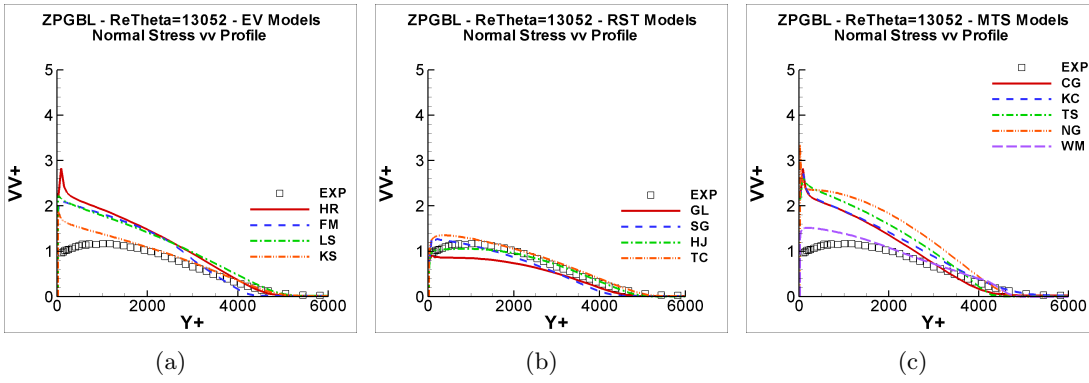 ZPGBL - ReTheta=13052 - EV Models
Normal Stress vv Profile
VV+
5
4
3
2
1
0
0
2000
4000
6000
Y+
EXP
HR
FM
LS
KS
(a)
ZPGBL - ReTheta=13052 - RST Models
Normal Stress vv Profile
VV+
5
4
3
2
1
0
0
2000
4000
6000
Y+
EXP
GL
SG
HJ
TC
(b)
ZPGBL - ReTheta=13052 - MTS Models
Normal Stress vv Profile
VV+
5
4
3
2
1
0
0
2000
4000
6000
Y+
EXP
CG
KC
TS
NG
WM
(c)